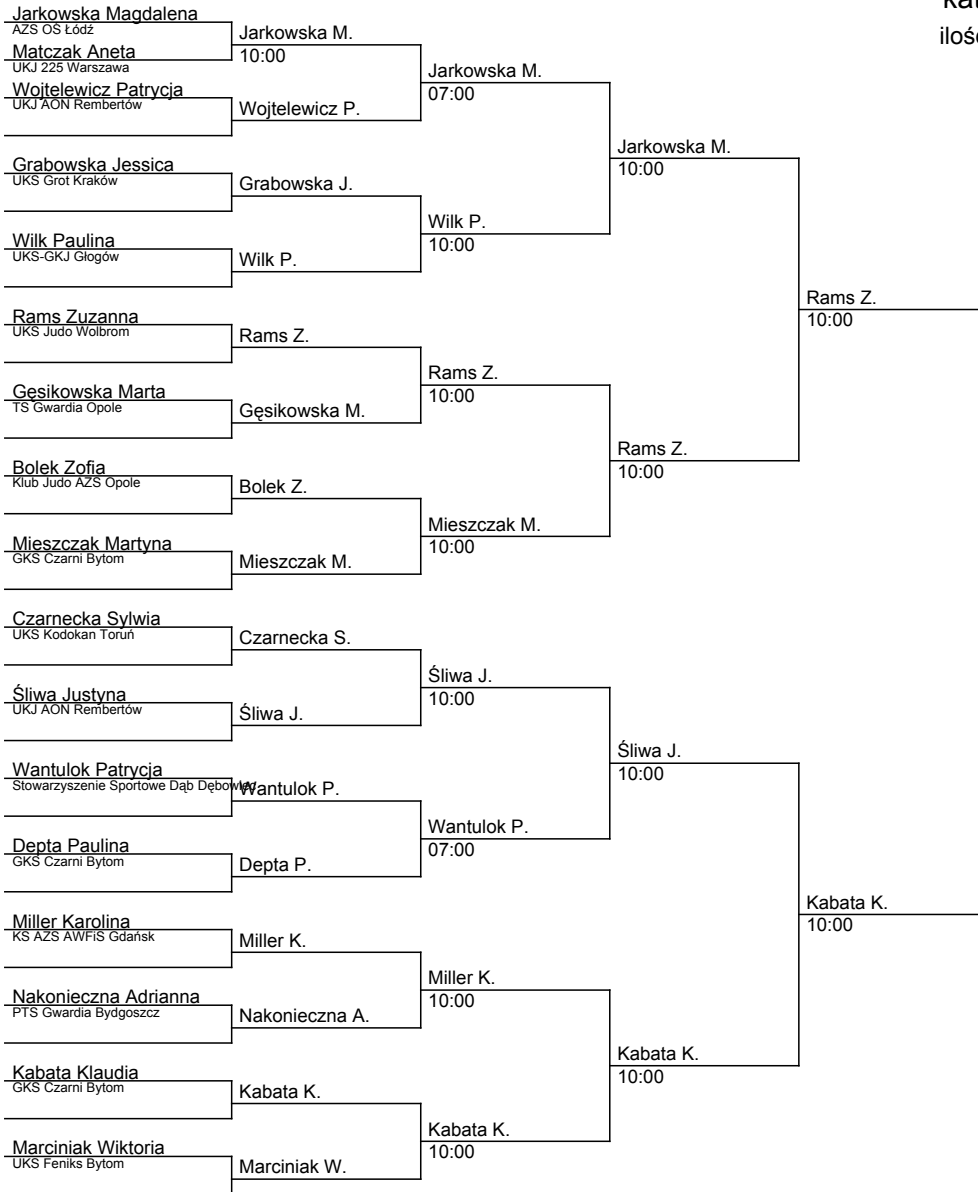 Jarkowska Magdalena
AZS OŚ Łódź
Matczak Aneta
UKJ 225 Warszawa
Wojtelewicz Patrycja
UKJ AON Rembertów
Grabowska Jessica
UKS Grot Kraków
Wilk Paulina
UKS-GKJ Głogów
Rams Zuzanna
UKS Judo Wolbrom
Gęsikowska Marta
TS Gwardia Opole
Bolek Zofia
Klub Judo AZS Opole
Mieszczak Martyna
GKS Czarni Bytom
Czarnecka Sylwia
UKS Kodokan Toruń
Śliwa Justyna
UKJ AON Rembertów
Wantulok Patrycja
Stowarzyszenie Sportowe Dąb Dębowiec
Depta Paulina
GKS Czarni Bytom
Miller Karolina
KS AZS AWFiS Gdańsk
Nakonieczna Adrianna
PTS Gwardia Bydgoszcz
Kabata Klaudia
GKS Czarni Bytom
Marciniak Wiktoria
UKS Feniks Bytom
Jarkowska M.
10:00
Wojtelewicz P.
Grabowska J.
Wilk P.
Rams Z.
Gęsikowska M.
Bolek Z.
Mieszczak M.
Czarnecka S.
Śliwa J.
Wantulok P.
Depta P.
Miller K.
Nakonieczna A.
Kabata K.
Marciniak W.
Jarkowska M.
07:00
Wilk P.
10:00
Rams Z.
10:00
Mieszczak M.
10:00
Śliwa J.
10:00
Wantulok P.
07:00
Miller K.
10:00
Kabata K.
10:00
Jarkowska M.
10:00
Rams Z.
10:00
Śliwa J.
10:00
Kabata K.
10:00
Rams Z.
10:00
Kabata K.
10:00